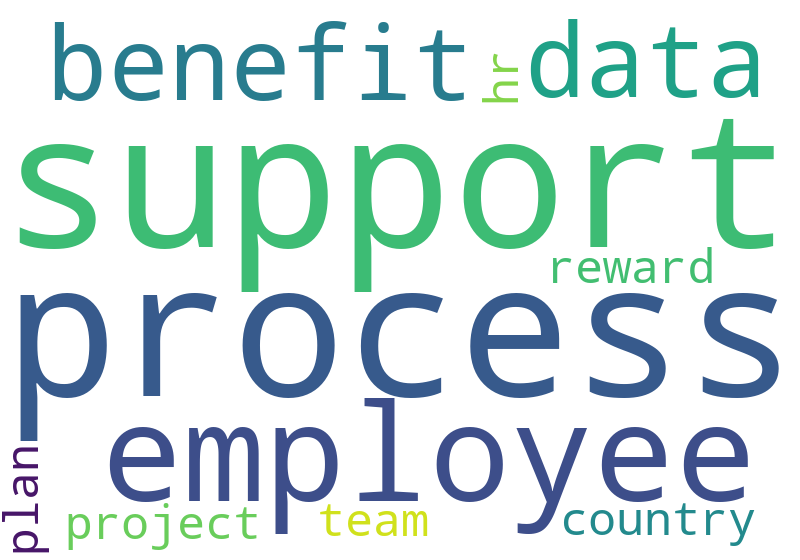 benefit
hr
data
support
reward
process
employee
plan
project
team
country